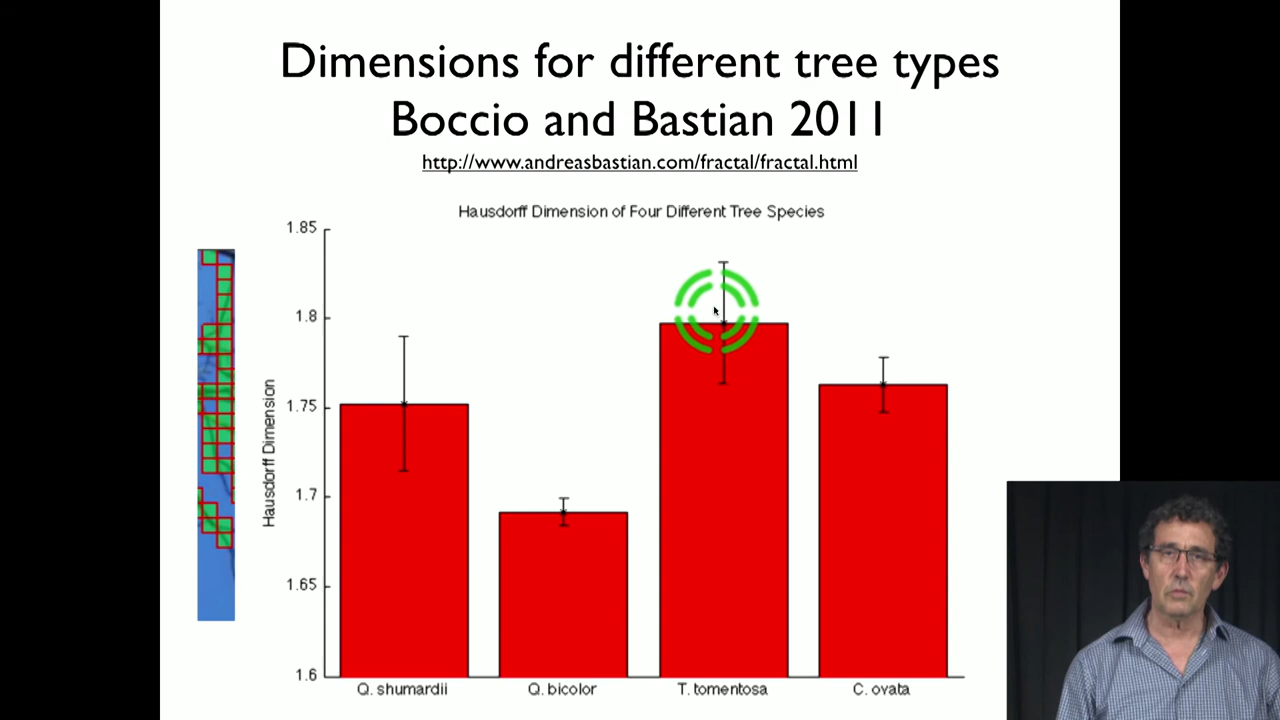 Dimensions for different tree types
Boccio and Bastian 2011
http://www.andreasbastian.com/fractal/fractal.html
Hausdorff Dimension of Four Different Tree Species
1.85
1.8
1.75
1.7
1.65
1.6
Hausdorff Dimension
Q. shumardii
Q. bicolor
T. tomentosa
C. ovata